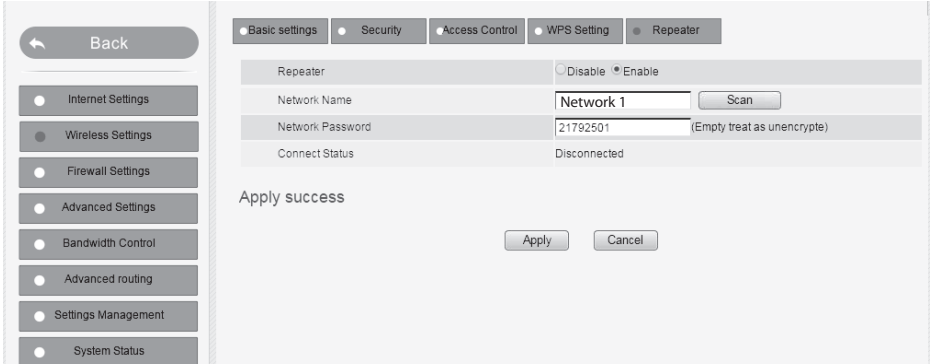 Back
Internet Settings
Wireless Settings
Firewall Settings
Advanced Settings
Bandwidth Control
Advanced routing
Settings Management
System Status
Basic settings Security Access Control WPS Setting Repeater
Repeater Disable Enable
Network Name Network 1 Scan
Network Password 21792501 (Empty treat as unencrypte)
Connect Status Disconnected
Apply success
Apply Cancel